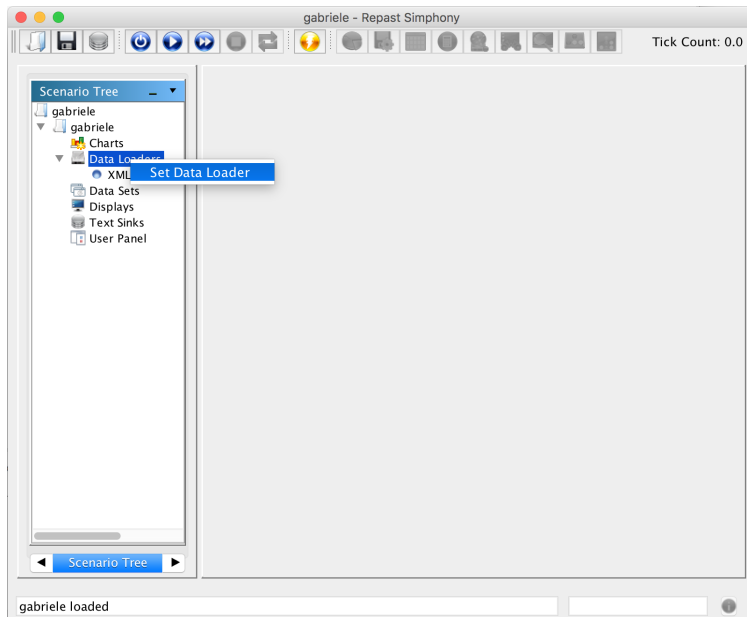 gabriele - Repast Simphony
Tick Count: 0.0
Scenario Tree
gabriele
gabriele
Charts
Data Loaders
Set Data Loader
XML
Data Sets
Displays
Text Sinks
User Panel
Scenario Tree
gabriele loaded